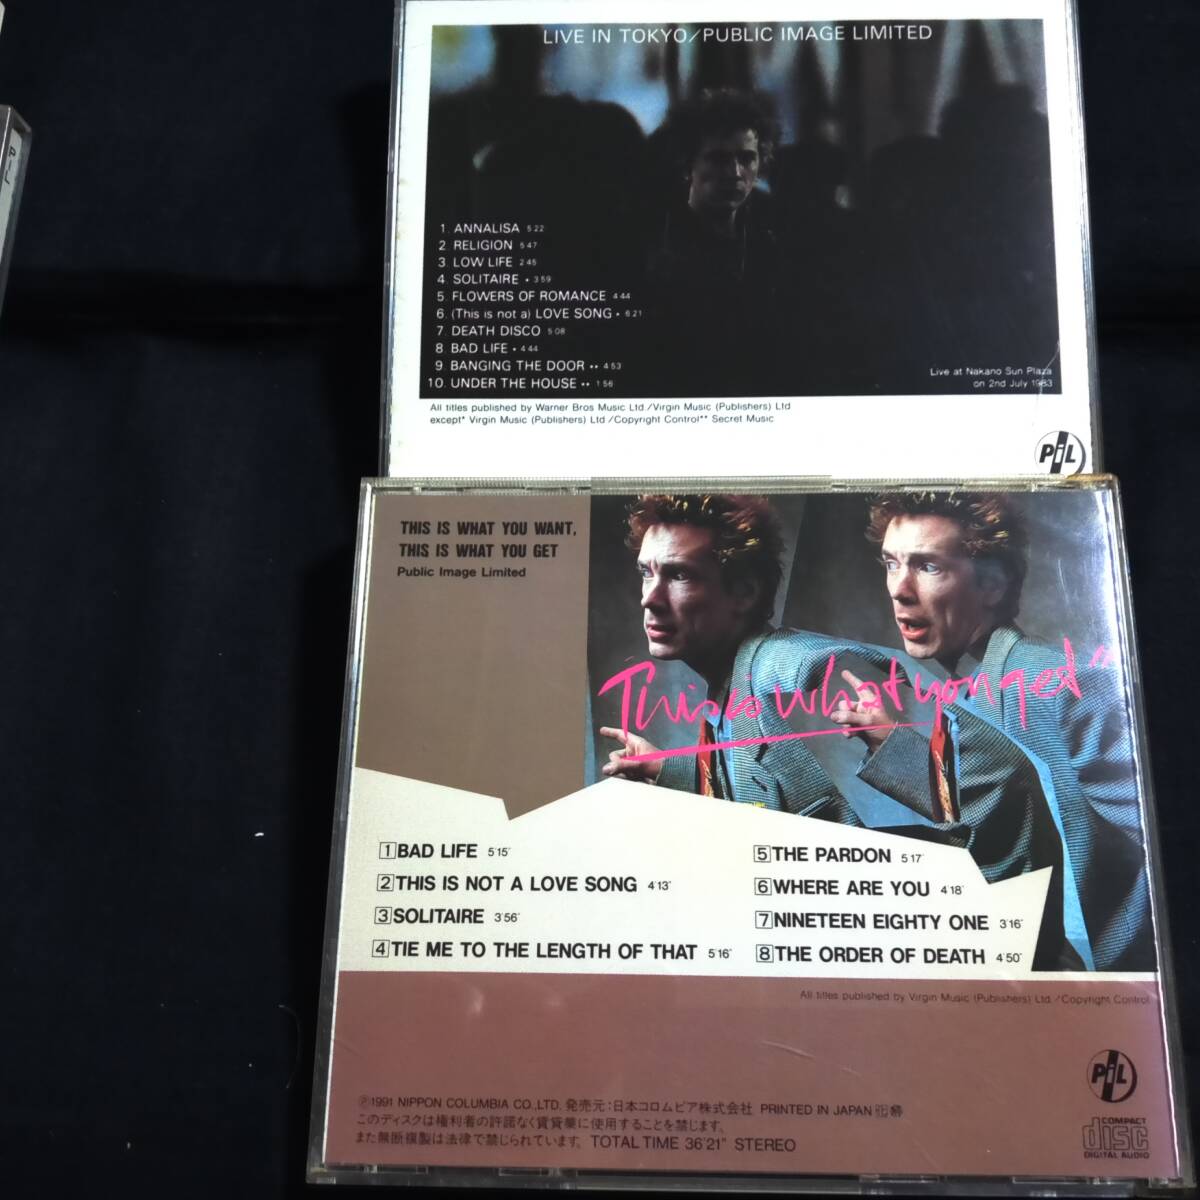 LIVE IN TOKYO/PUBLIC IMAGE LIMITED
1. ANNALISA 5 22
2. RELIGION 5 47
3. LOW LIFE 2 45
4. SOLITAIRE • 3 59
5 FLOWERS OF ROMANCE 4 44
6. (This is not a) LOVE SONG • 6 21
7. DEATH DISCO 5 08
8. BAD LIFE • 4 44
9. BANGING THE DOOR •• 4 53
10. UNDER THE HOUSE •• 1 56
Live at Nakano Sun Plaza
on 2nd July 1983
All titles published by Warner Bros Music Ltd./Virgin Music (Publishers) Ltd
except* Virgin Music (Publishers) Ltd /Copyright Control** Secret Music
PiL
THIS IS WHAT YOU WANT,
THIS IS WHAT YOU GET
Public Image Limited
This is what you get"
1 BAD LIFE 5'15"
2 THIS IS NOT A LOVE SONG 4'13"
3 SOLITAIRE 3'56"
4 TIE ME TO THE LENGTH OF THAT 5'16"
5 THE PARDON 5'17"
6 WHERE ARE YOU 4'18"
7 NINETEEN EIGHTY ONE 3'16"
8 THE ORDER OF DEATH 4'50"
All titles published by Virgin Music (Publishers) Ltd./Copyright Control
PiL
℗1991 NIPPON COLUMBIA CO.,LTD. 発売元:日本コロムビア株式会社 PRINTED IN JAPAN
このディスクは権利者の許諾なく賃貸業に使用することを禁じます。
また無断複製は法律で禁じられています。 TOTAL TIME 36'21" STEREO
COMPACT
disc
DIGITAL AUDIO